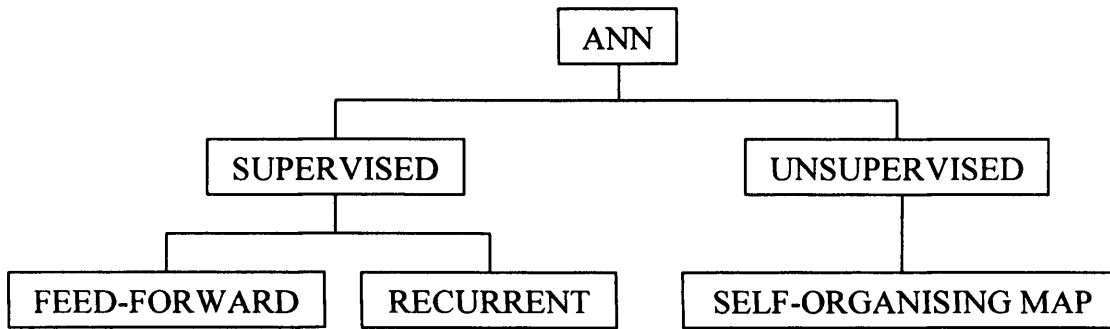 ANN
SUPERVISED
UNSUPERVISED
FEED-FORWARD
RECURRENT
SELF-ORGANISING MAP